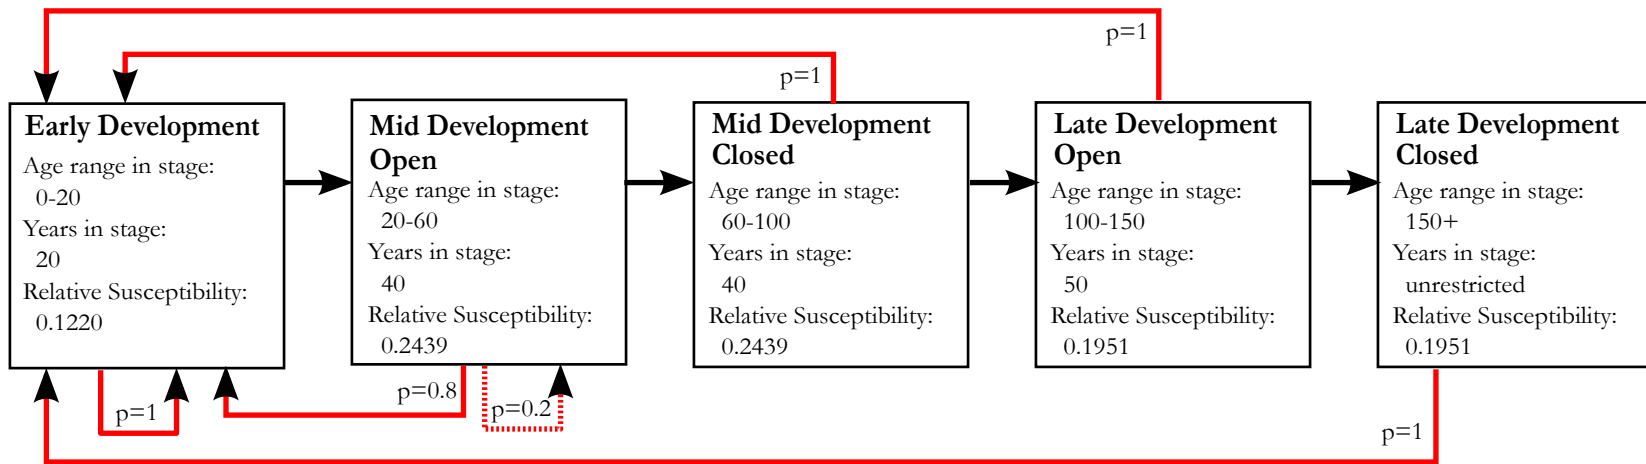 p=1
p=1
Early Development
Age range in stage:
0-20
Years in stage:
20
Relative Susceptibility:
0.1220
Mid Development
Open
Age range in stage:
20-60
Years in stage:
40
Relative Susceptibility:
0.2439
Mid Development
Closed
Age range in stage:
60-100
Years in stage:
40
Relative Susceptibility:
0.2439
Late Development
Open
Age range in stage:
100-150
Years in stage:
50
Relative Susceptibility:
0.1951
Late Development
Closed
Age range in stage:
150+
Years in stage:
unrestricted
Relative Susceptibility:
0.1951
p=1
p=0.8
p=0.2
p=1